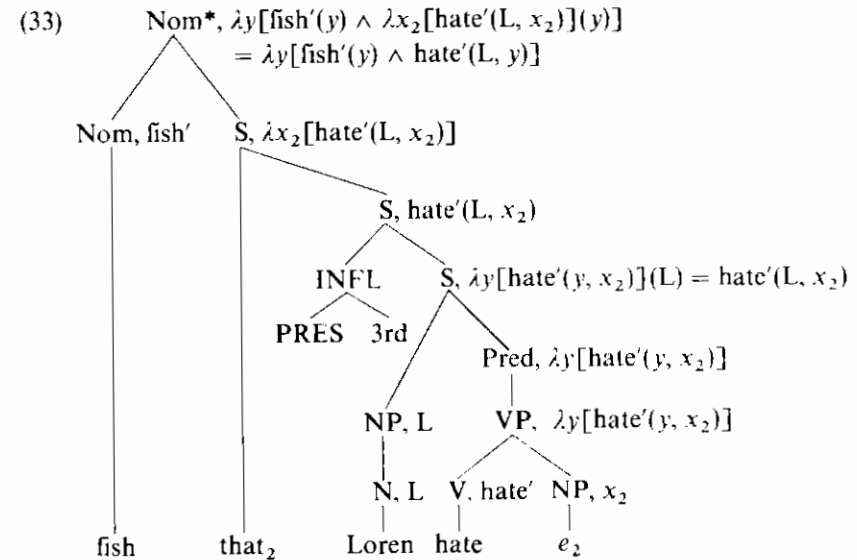 (33) Nom*, λy[fish′(y) ∧ λx₂[hate′(L, x₂)](y)]
= λy[fish′(y) ∧ hate′(L, y)]
Nom, fish′ S, λx₂[hate′(L, x₂)]
S, hate′(L, x₂)
INFL S, λy[hate′(y, x₂)](L) = hate′(L, x₂)
PRES 3rd
Pred, λy[hate′(y, x₂)]
NP, L VP, λy[hate′(y, x₂)]
N, L V, hate′ NP, x₂
fish that₂ Loren hate e₂